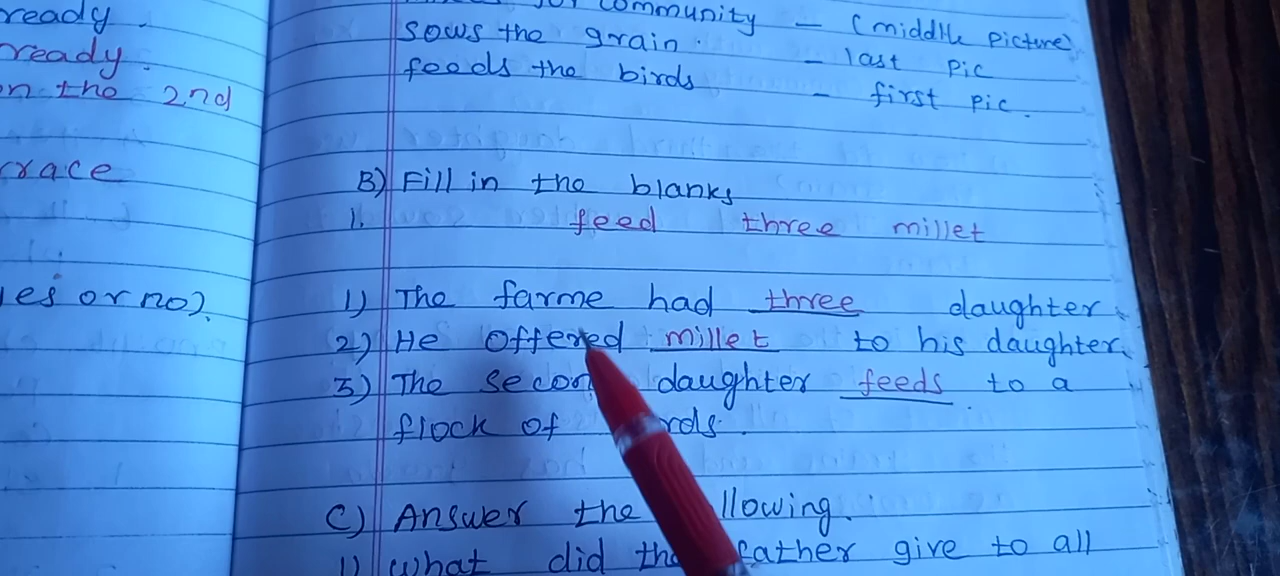 ready.
ready.
n the 2nd
race
es or no).
community - (middle picture)
sows the grain. - last pic
feeds the birds - first pic.
B) Fill in the blanks
1. feed three millet
1) The farme had three daughter.
2) He offered millet to his daughter.
3) The secon daughter feeds to a
flock of rds.
C) Answer the llowing.
1) What did th father give to all